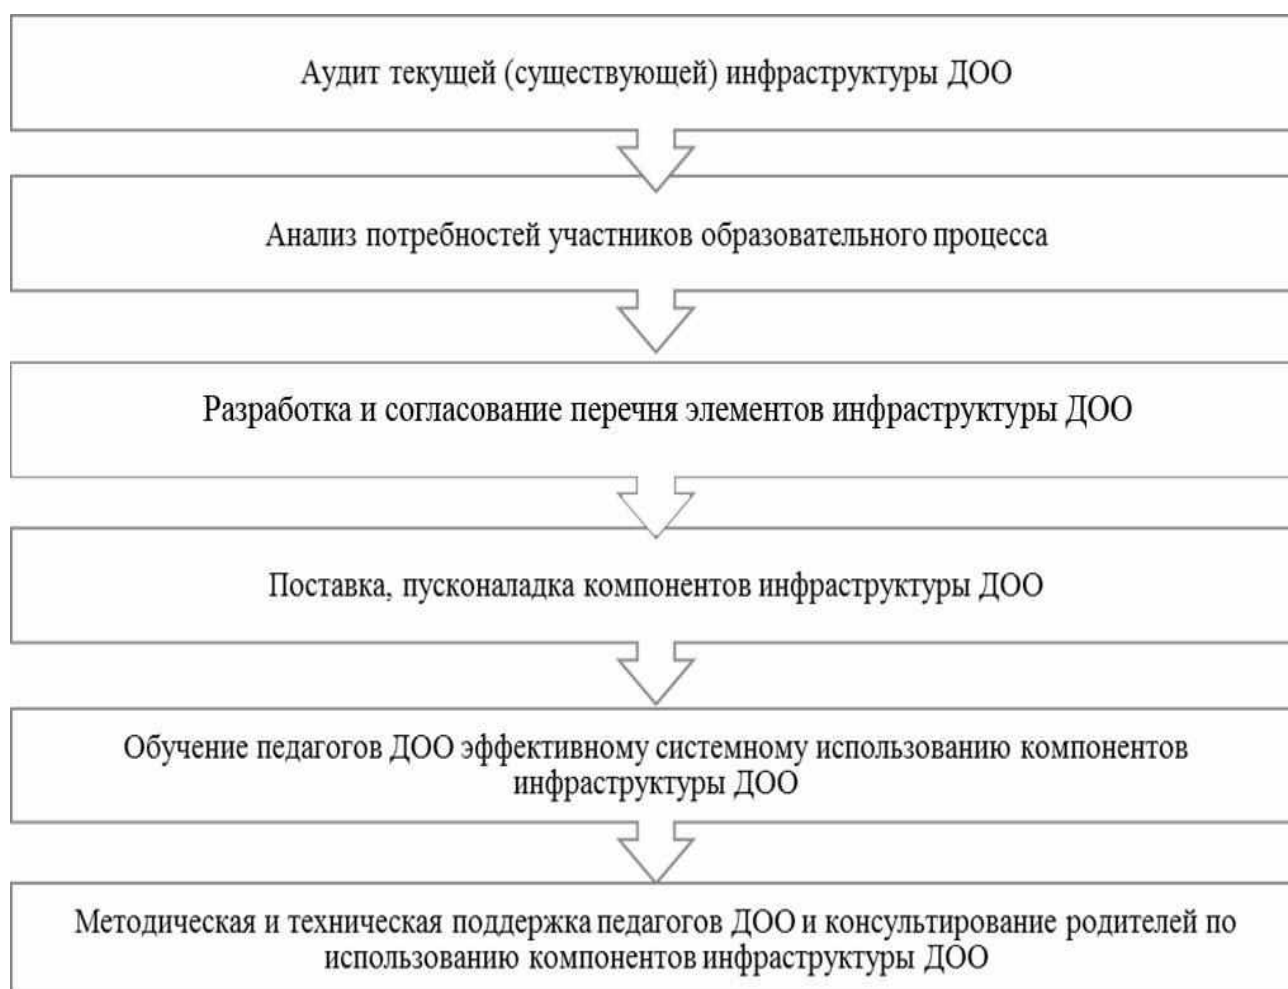 Аудит текущей (существующей) инфраструктуры ДОО
Анализ потребностей участников образовательного процесса
Разработка и согласование перечня элементов инфраструктуры ДОО
Поставка, пусконаладка компонентов инфраструктуры ДОО
Обучение педагогов ДОО эффективному системному использованию компонентов
инфраструктуры ДОО
Методическая и техническая поддержка педагогов ДОО и консультирование родителей по
использованию компонентов инфраструктуры ДОО